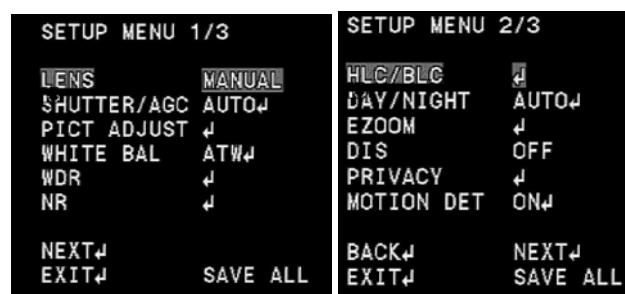 SETUP MENU 1/3
LENS MANUAL
SHUTTER/AGC AUTO↵
PICT ADJUST ↵
WHITE BAL ATW↵
WDR ↵
NR ↵
NEXT↵
EXIT↵ SAVE ALL
SETUP MENU 2/3
HLC/BLC ↵
DAY/NIGHT AUTO↵
EZOOM ↵
DIS OFF
PRIVACY ↵
MOTION DET ON↵
BACK↵ NEXT↵
EXIT↵ SAVE ALL